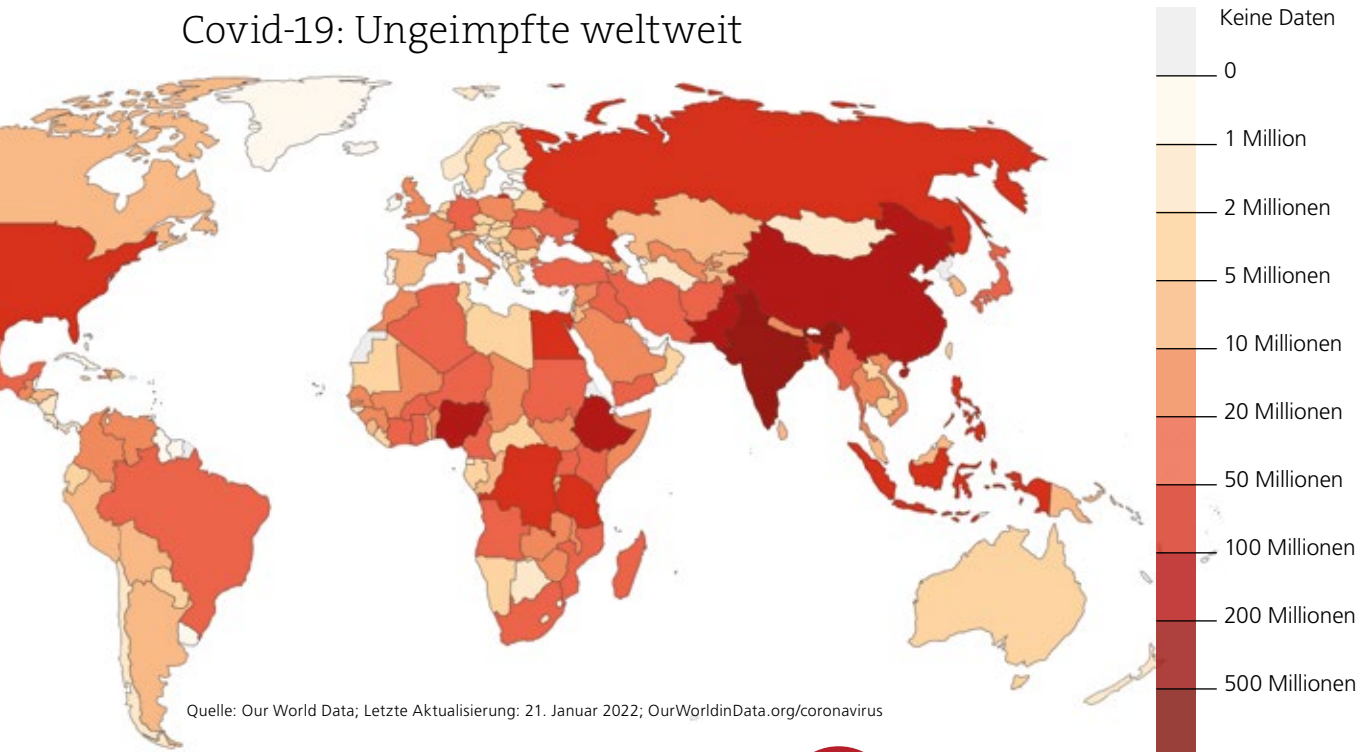 Covid-19: Ungeimpfte weltweit
Keine Daten
0
1 Million
2 Millionen
5 Millionen
10 Millionen
20 Millionen
50 Millionen
100 Millionen
200 Millionen
500 Millionen
Quelle: Our World Data; Letzte Aktualisierung: 21. Januar 2022; OurWorldinData.org/coronavirus